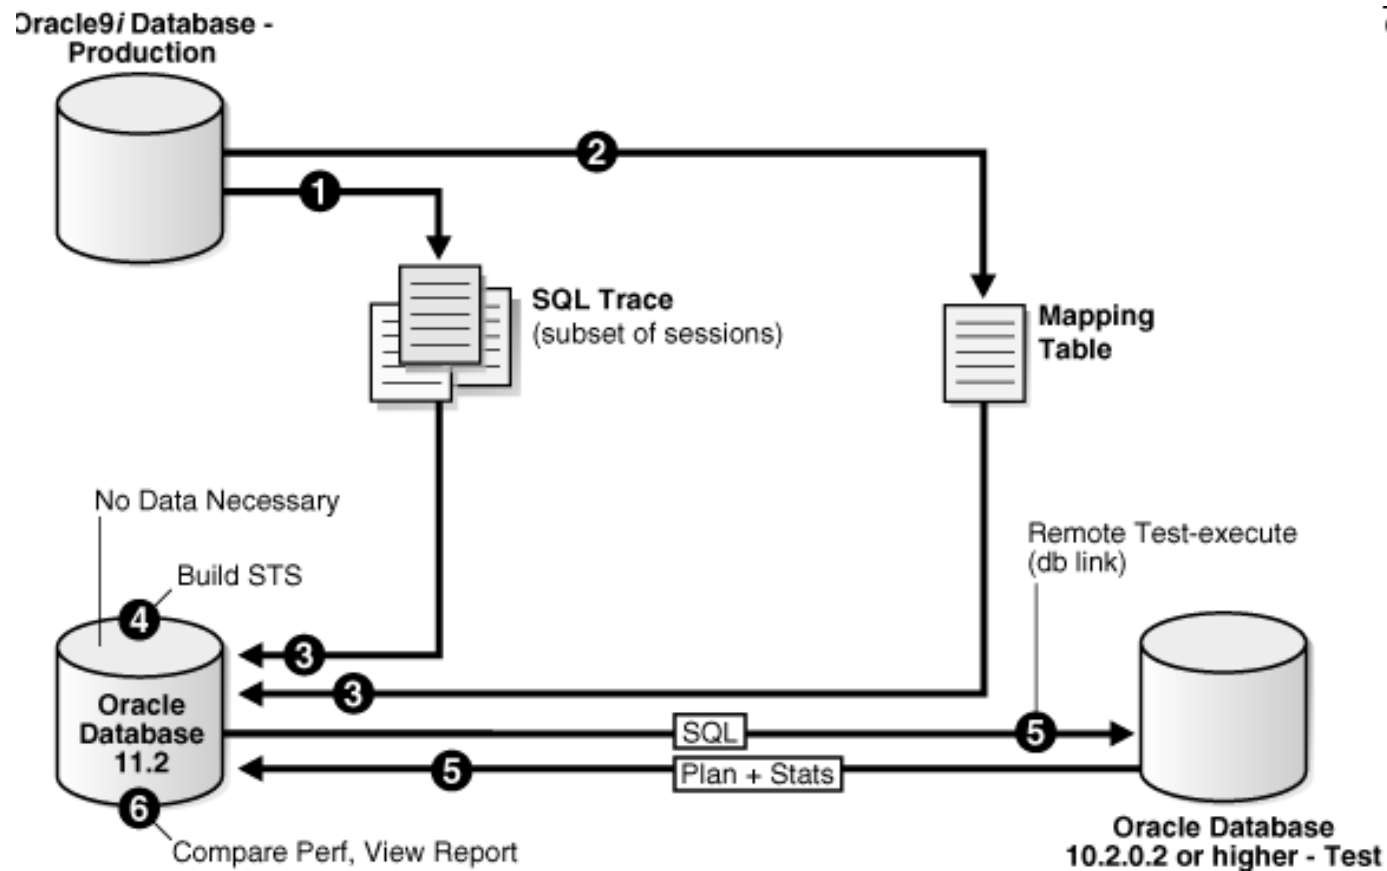 Oracle9i Database -
Production
2
1
SQL Trace
(subset of sessions)
Mapping
Table
No Data Necessary
Build STS
4
Remote Test-execute
(db link)
3
3
Oracle
Database
11.2
SQL
5
5
Plan + Stats
6
Compare Perf, View Report
Oracle Database
10.2.0.2 or higher - Test